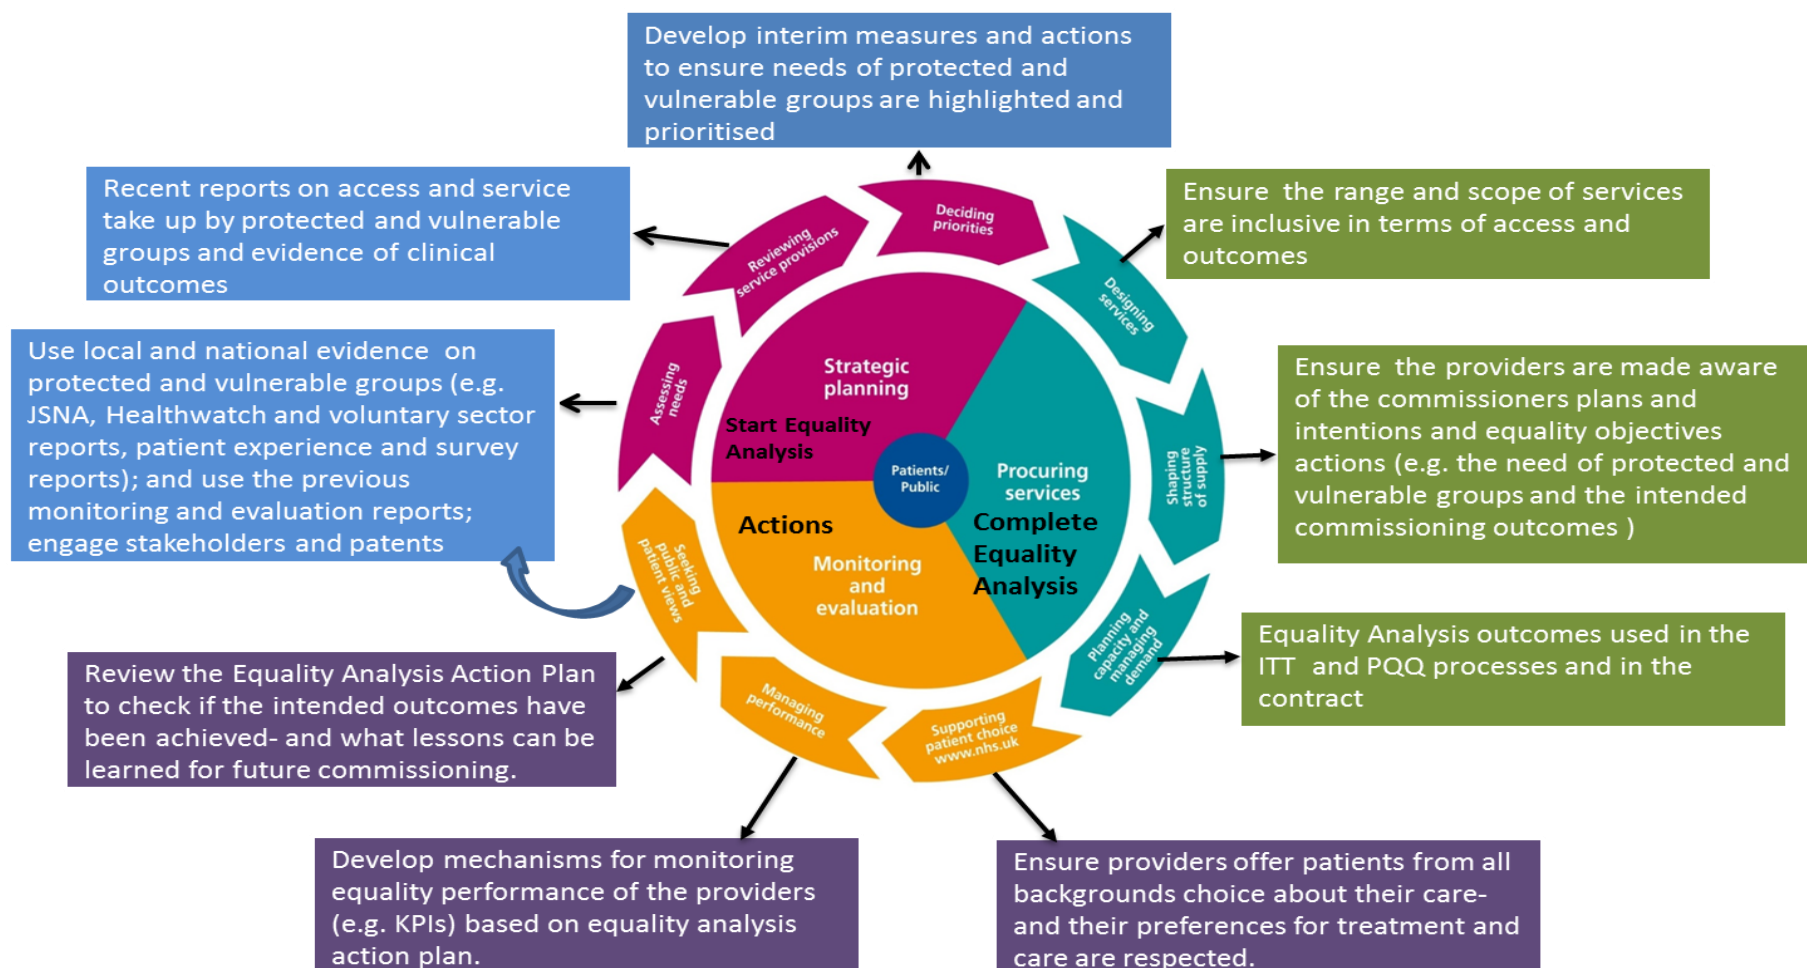 Develop interim measures and actions
to ensure needs of protected and
vulnerable groups are highlighted and
prioritised
Recent reports on access and service
take up by protected and vulnerable
groups and evidence of clinical
outcomes
Use local and national evidence on
protected and vulnerable groups (e.g.
JSNA, Healthwatch and voluntary sector
reports, patient experience and survey
reports); and use the previous
monitoring and evaluation reports;
engage stakeholders and patents
Review the Equality Analysis Action Plan
to check if the intended outcomes have
been achieved- and what lessons can be
learned for future commissioning.
Develop mechanisms for monitoring
equality performance of the providers
(e.g. KPIs) based on equality analysis
action plan.
Ensure providers offer patients from all
backgrounds choice about their care-
and their preferences for treatment and
care are respected.
Equality Analysis outcomes used in the
ITT and PQQ processes and in the
contract
Ensure the providers are made aware
of the commissioners plans and
intentions and equality objectives
actions (e.g. the need of protected and
vulnerable groups and the intended
commissioning outcomes )
Ensure the range and scope of services
are inclusive in terms of access and
outcomes
Deciding
priorities
Designing
services
Shaping
structure
of supply
Planning
capacity and
managing
demand
Supporting
patient choice
www.nhs.uk
Managing
performance
Seeking
public and
patient views
Assessing
needs
Reviewing
service provisions
Strategic
planning
Start Equality
Analysis
Patients/
Public
Procuring
services
Complete
Equality
Analysis
Actions
Monitoring
and
evaluation